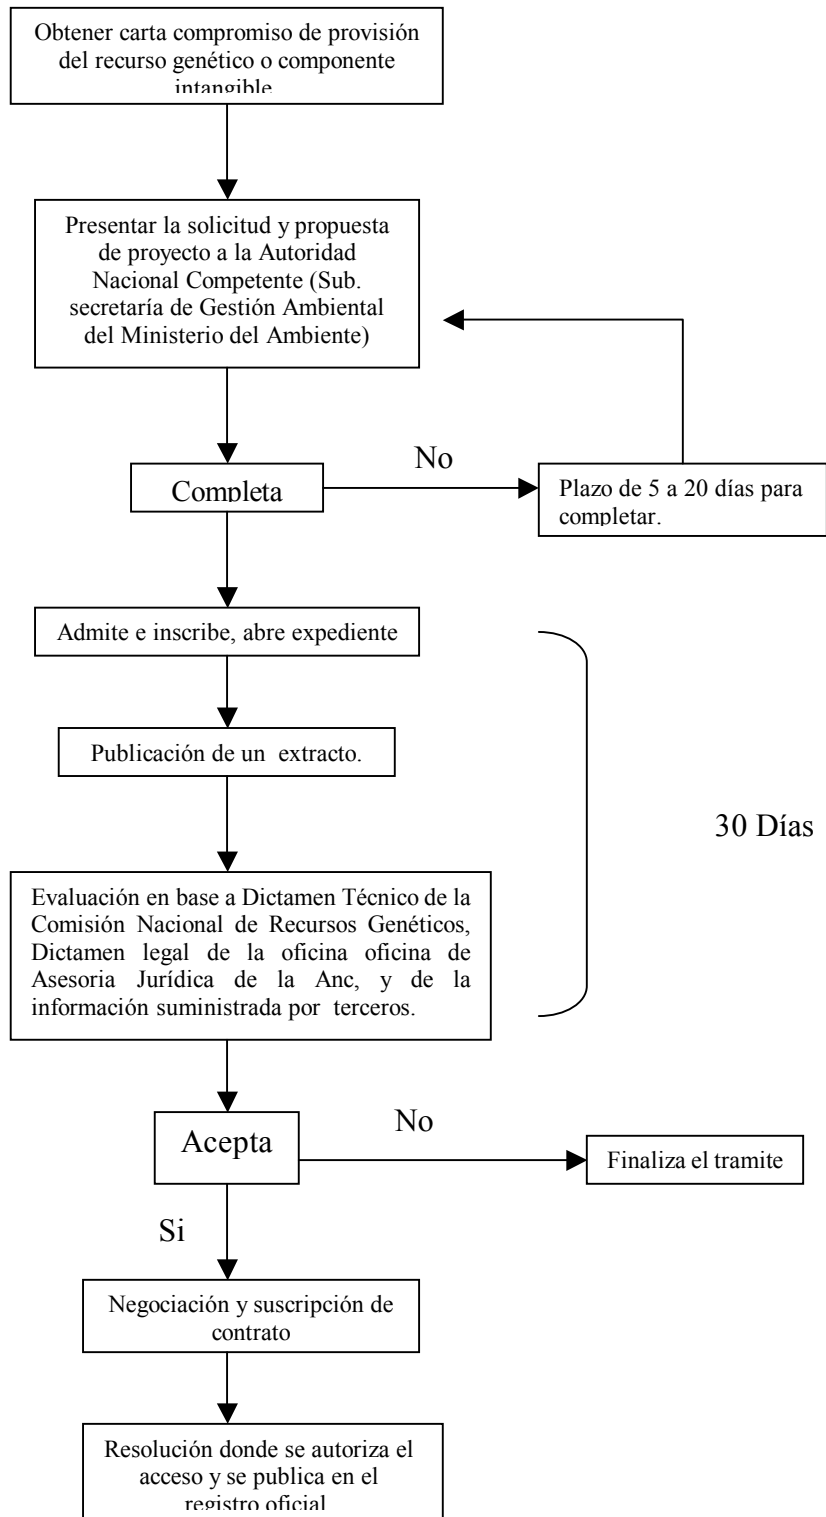 Obtener carta compromiso de provisión
del recurso genético o componente
intangible
Presentar la solicitud y propuesta
de proyecto a la Autoridad
Nacional Competente (Sub.
secretaría de Gestión Ambiental
del Ministerio del Ambiente)
No
Completa
Plazo de 5 a 20 días para
completar.
Admite e inscribe, abre expediente
Publicación de un extracto.
30 Días
Evaluación en base a Dictamen Técnico de la
Comisión Nacional de Recursos Genéticos,
Dictamen legal de la oficina oficina de
Asesoria Jurídica de la Anc, y de la
información suministrada por terceros.
Acepta
No
Finaliza el tramite
Si
Negociación y suscripción de
contrato
Resolución donde se autoriza el
acceso y se publica en el
registro oficial